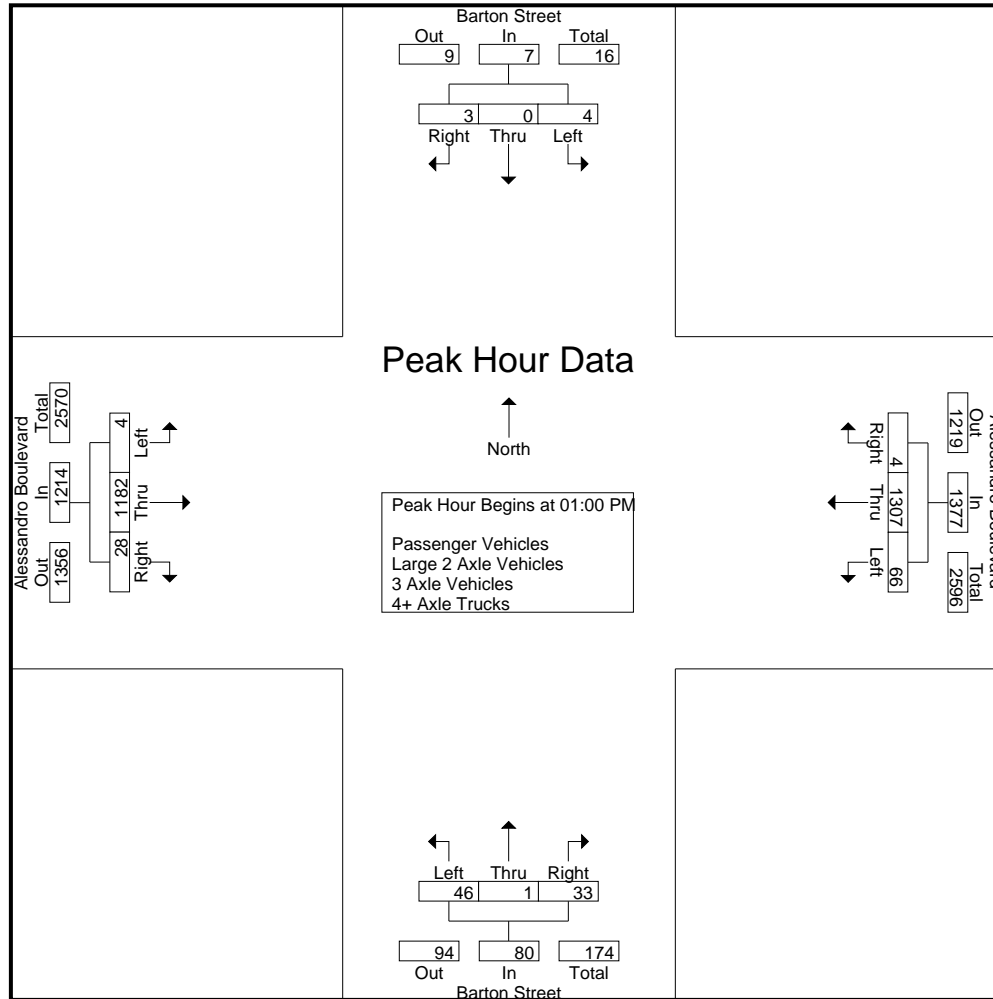 Barton Street
Out In Total
9 7 16
3 0 4
Right Thru Left
Peak Hour Data
North
Peak Hour Begins at 01:00 PM
Passenger Vehicles
Large 2 Axle Vehicles
3 Axle Vehicles
4+ Axle Trucks
Alessandro Boulevard
Total In Out
2570 1214 1356
4 1182 28
Left Thru Right
Right Thru Left
4 1307 66
1219 1377 2596
Out In Total
Left Thru Right
46 1 33
94 80 174
Out In Total
Barton Street